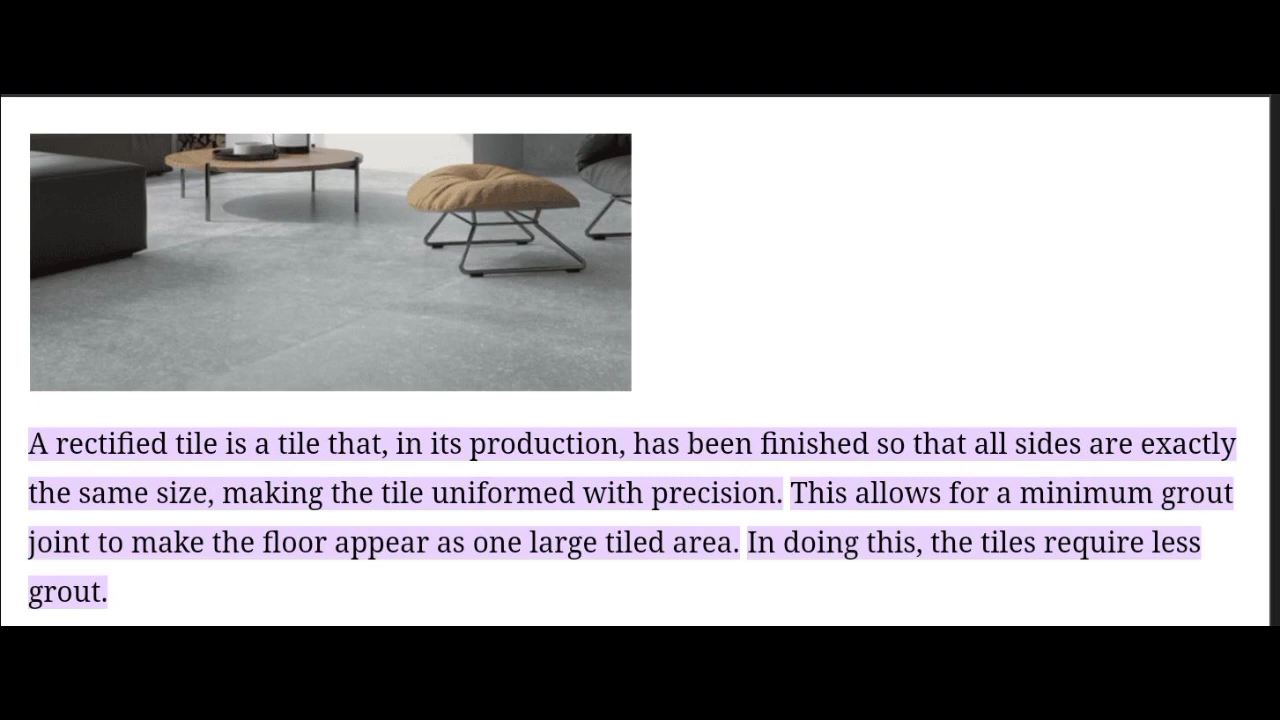 A rectified tile is a tile that, in its production, has been finished so that all sides are exactly
the same size, making the tile uniformed with precision. This allows for a minimum grout
joint to make the floor appear as one large tiled area. In doing this, the tiles require less
grout.